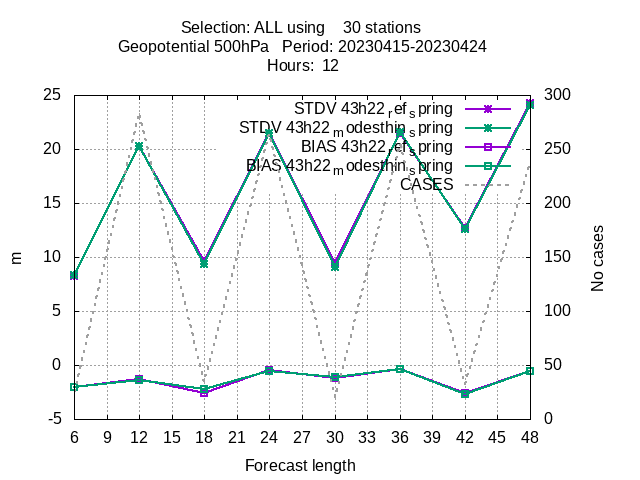 Selection: ALL using 30 stations
Geopotential 500hPa Period: 20230415-20230424
Hours: 12
25
20
15
10
5
0
-5
m
STDV 43h22_ref_spring
STDV 43h22_modesthin_spring
BIAS 43h22_ref_spring
BIAS 43h22_modesthin_spring
CASES
300
250
200
150
100
50
0
No cases
6 9 12 15 18 21 24 27 30 33 36 39 42 45 48
Forecast length